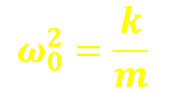 ω₀² = k/m